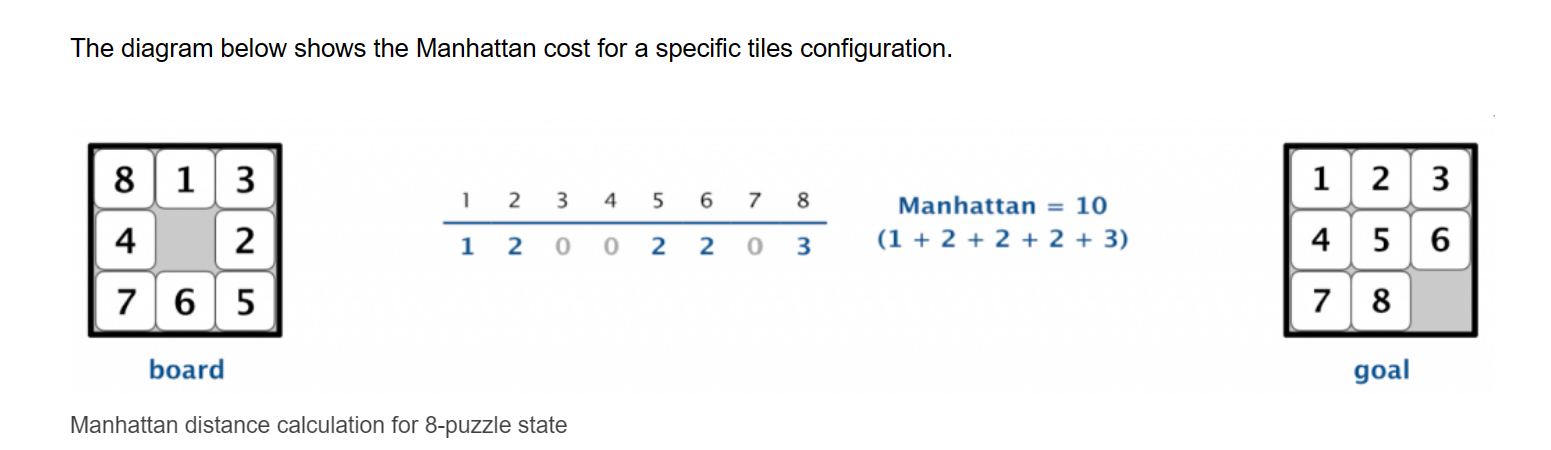 The diagram below shows the Manhattan cost for a specific tiles configuration.
8 1 3
4 2
7 6 5
board
1 2 3 4 5 6 7 8
1 2 0 0 2 2 0 3
Manhattan = 10
(1 + 2 + 2 + 2 + 3)
1 2 3
4 5 6
7 8
goal
Manhattan distance calculation for 8-puzzle state